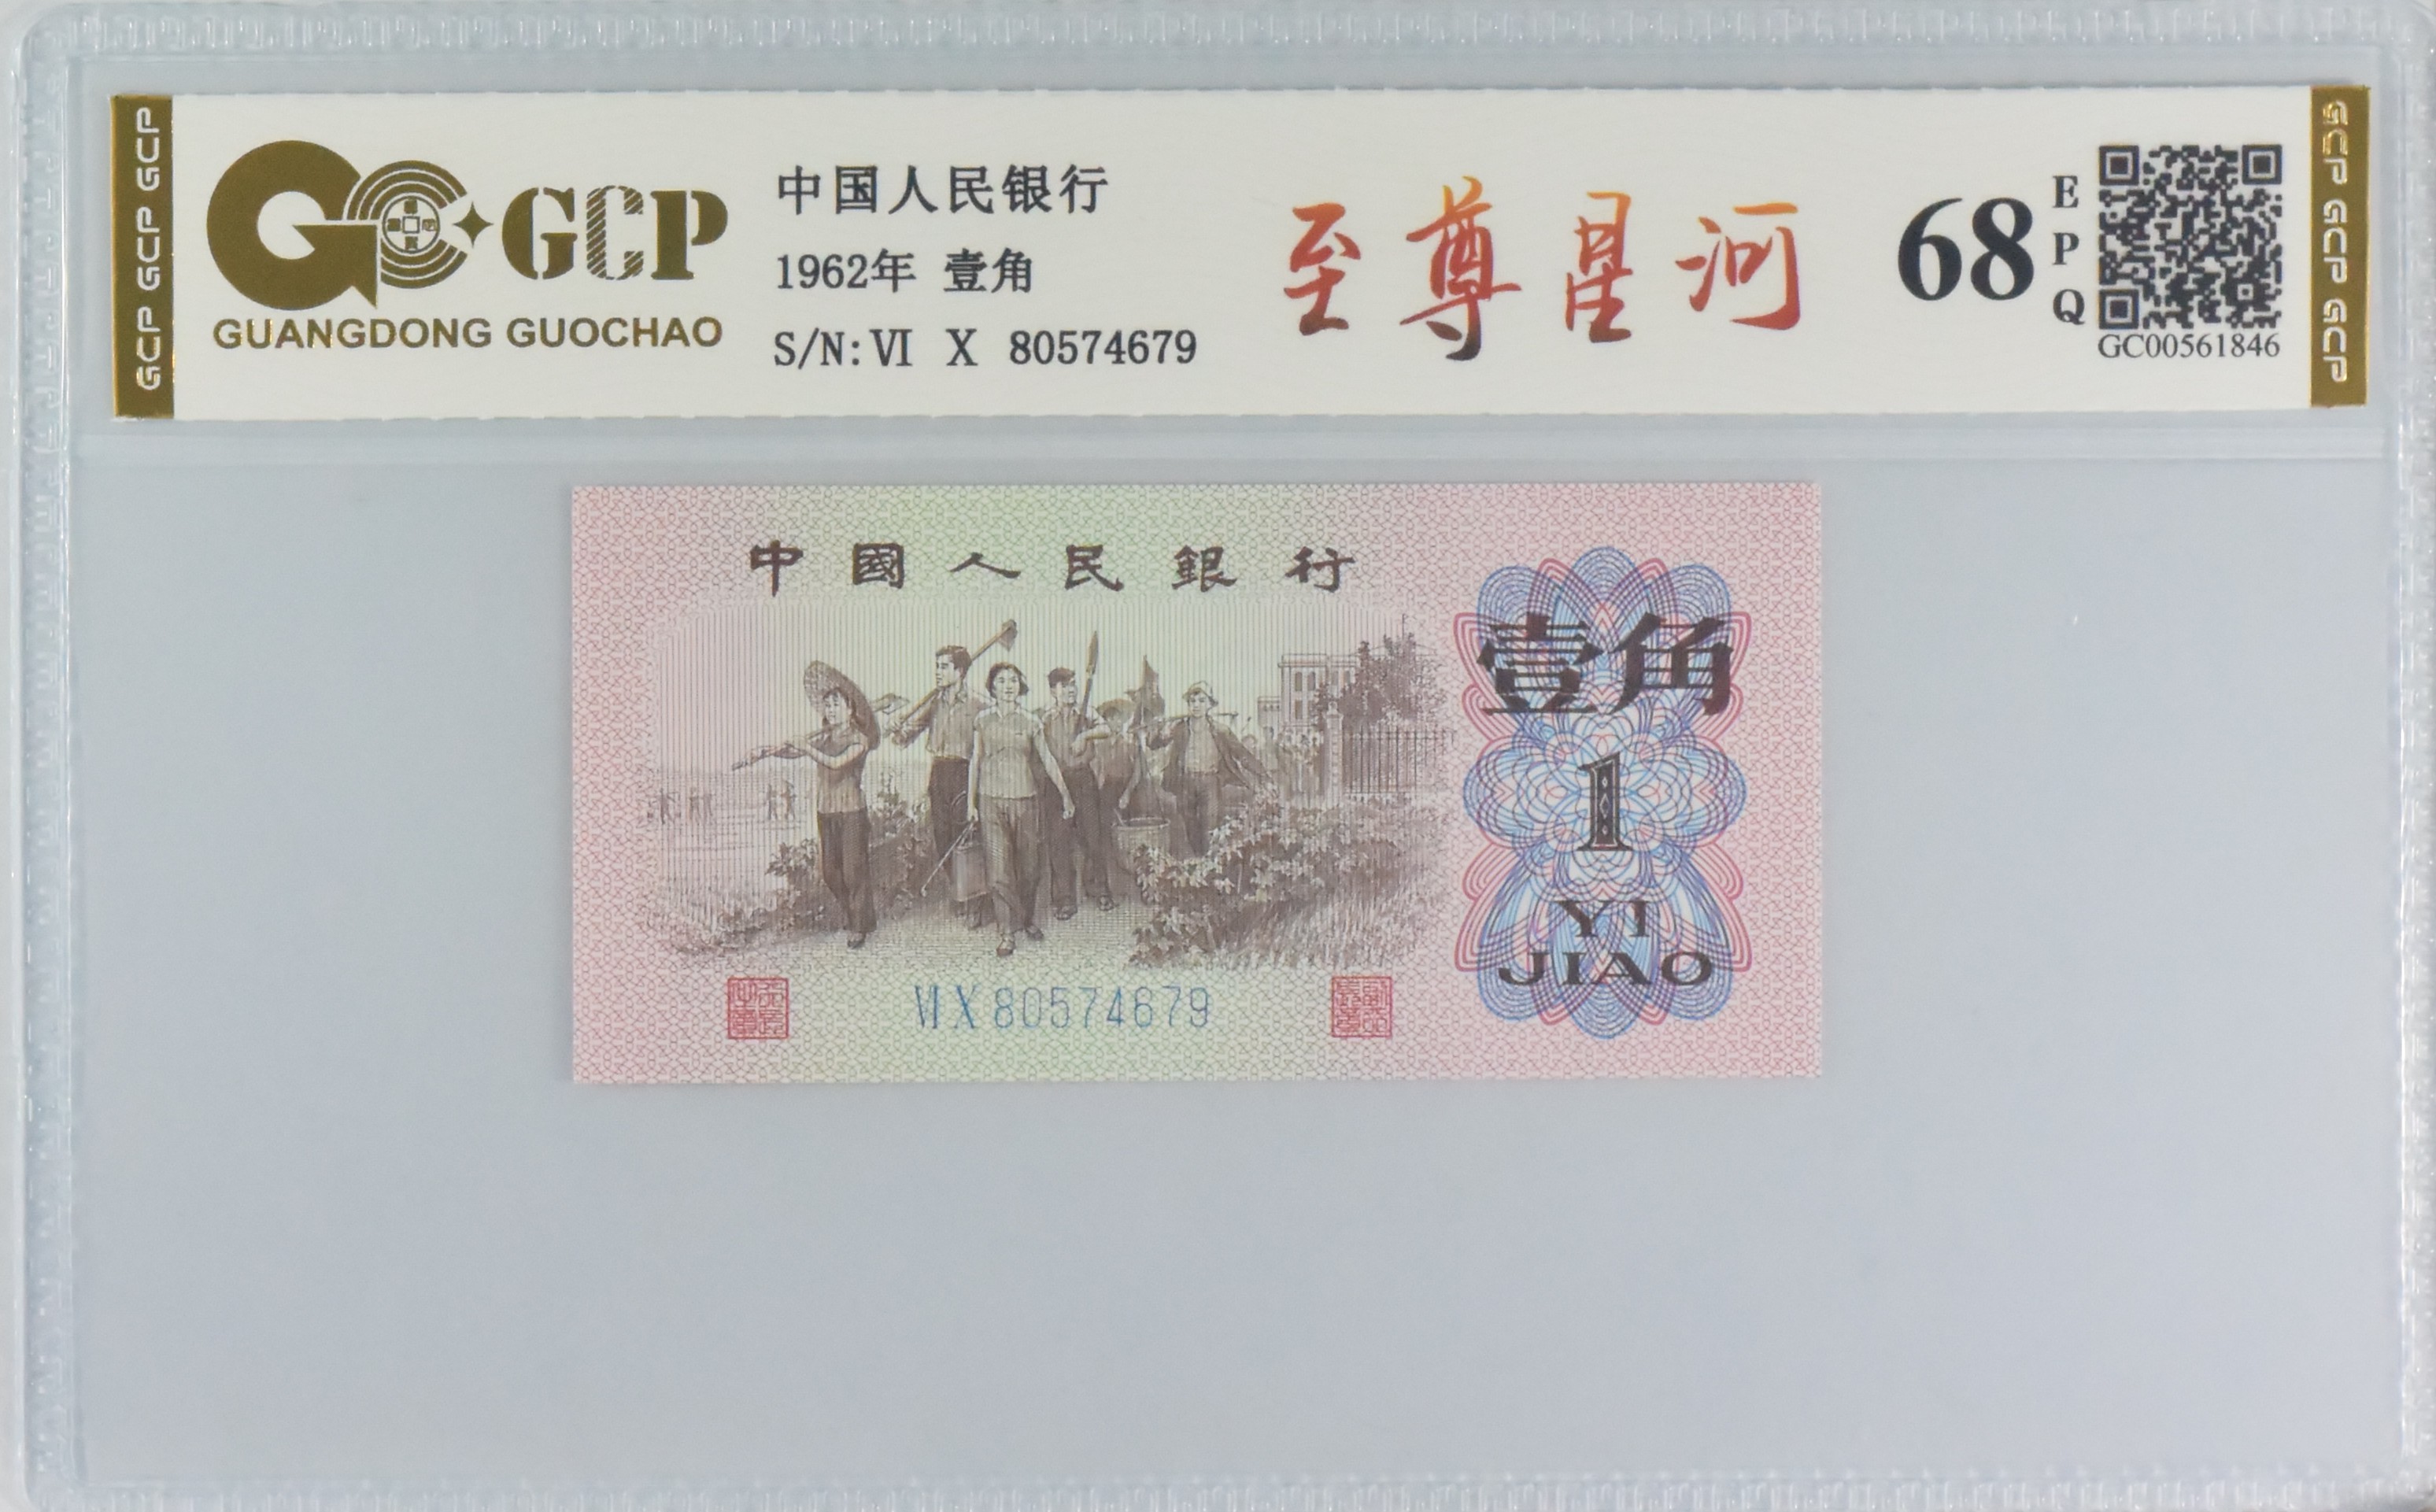 GCP GCP GCP
GCP
GUANGDONG GUOCHAO
中国人民银行
1962年 壹角
S/N: VI X 80574679
至尊星河
68
EPQ
GC00561846
GCP GCP GCP
中國人民銀行
壹角
1
YI
JIAO
VI X 80574679